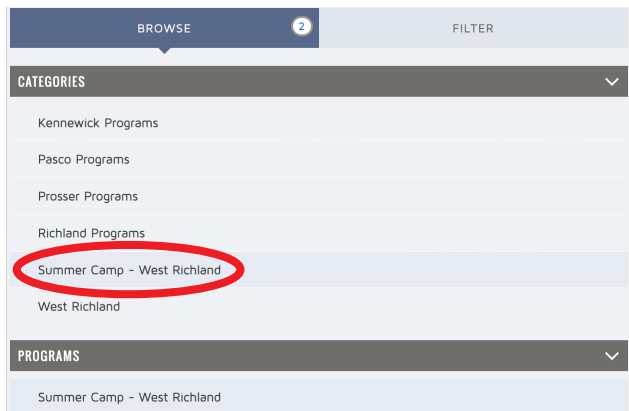 BROWSE 2 FILTER
CATEGORIES
Kennewick Programs
Pasco Programs
Prosser Programs
Richland Programs
Summer Camp - West Richland
West Richland
PROGRAMS
Summer Camp - West Richland